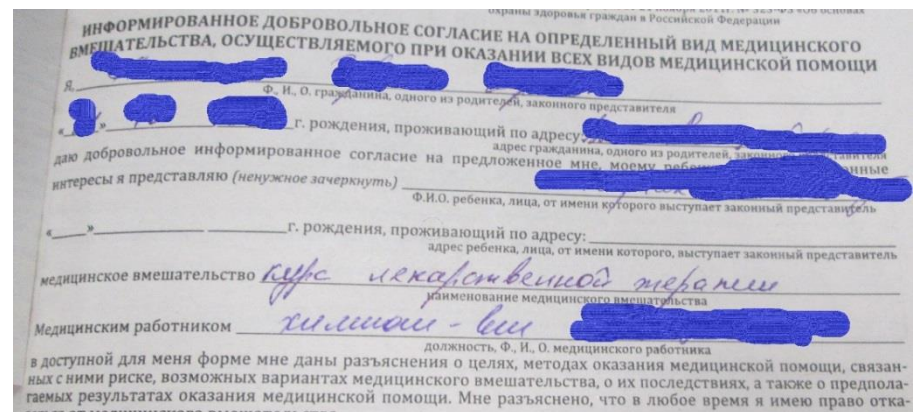 охраны здоровья граждан в Российской Федерации
ИНФОРМИРОВАННОЕ ДОБРОВОЛЬНОЕ СОГЛАСИЕ НА ОПРЕДЕЛЕННЫЙ ВИД МЕДИЦИНСКОГО
ВМЕШАТЕЛЬСТВА, ОСУЩЕСТВЛЯЕМОГО ПРИ ОКАЗАНИИ ВСЕХ ВИДОВ МЕДИЦИНСКОЙ ПОМОЩИ
Я,
Ф., И., О. гражданина, одного из родителей, законного представителя
« » г. рождения, проживающий по адресу:
адрес гражданина, одного из родителей, законного представителя
даю добровольное информированное согласие на предложенное мне, моему
интересы я представляю (ненужное зачеркнуть)
Ф.И.О. ребенка, лица, от имени которого выступает законный представитель
«___»___ ___г. рождения, проживающий по адресу:
адрес ребенка, лица, от имени которого, выступает законный представитель
медицинское вмешательство курс лекарственной терапии
наименование медицинского вмешательства
Медицинским работником
должность, Ф., И., О. медицинского работника
в доступной для меня форме мне даны разъяснения о целях, методах оказания медицинской помощи, связан-
ных с ними риске, возможных вариантах медицинского вмешательства, о их последствиях, а также о предпола-
гаемых результатах оказания медицинской помощи. Мне разъяснено, что в любое время я имею право отка-